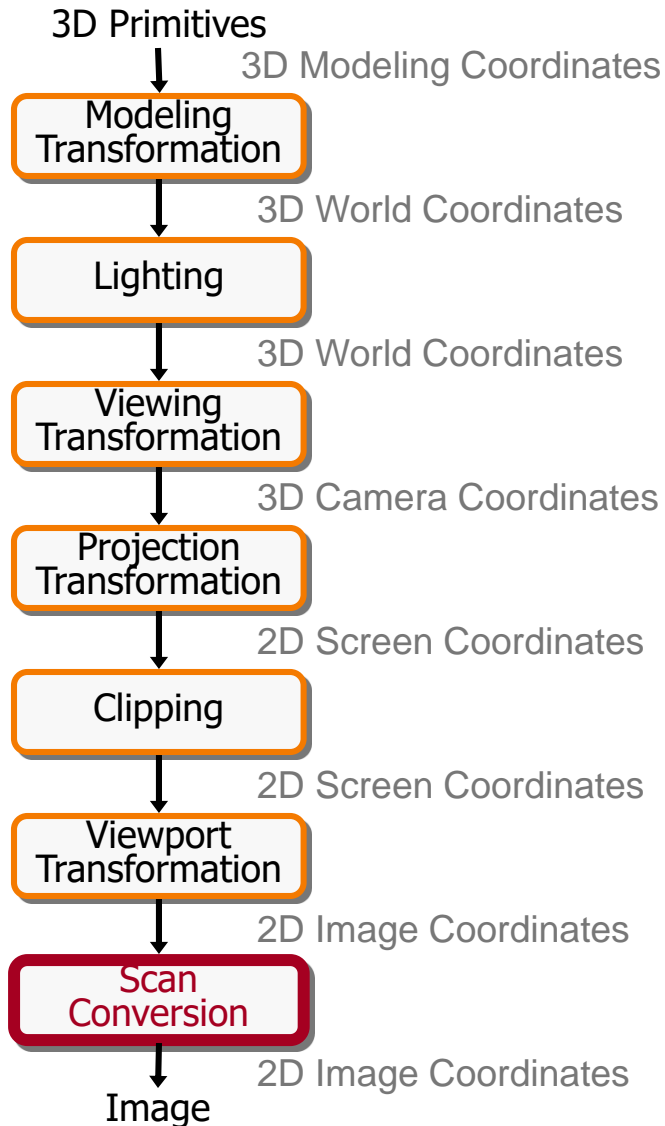 3D Primitives
3D Modeling Coordinates
Modeling
Transformation
3D World Coordinates
Lighting
3D World Coordinates
Viewing
Transformation
3D Camera Coordinates
Projection
Transformation
2D Screen Coordinates
Clipping
2D Screen Coordinates
Viewport
Transformation
2D Image Coordinates
Scan
Conversion
2D Image Coordinates
Image